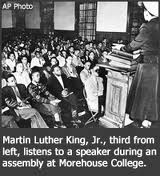 AP Photo
Martin Luther King, Jr., third from
left, listens to a speaker during an
assembly at Morehouse College.